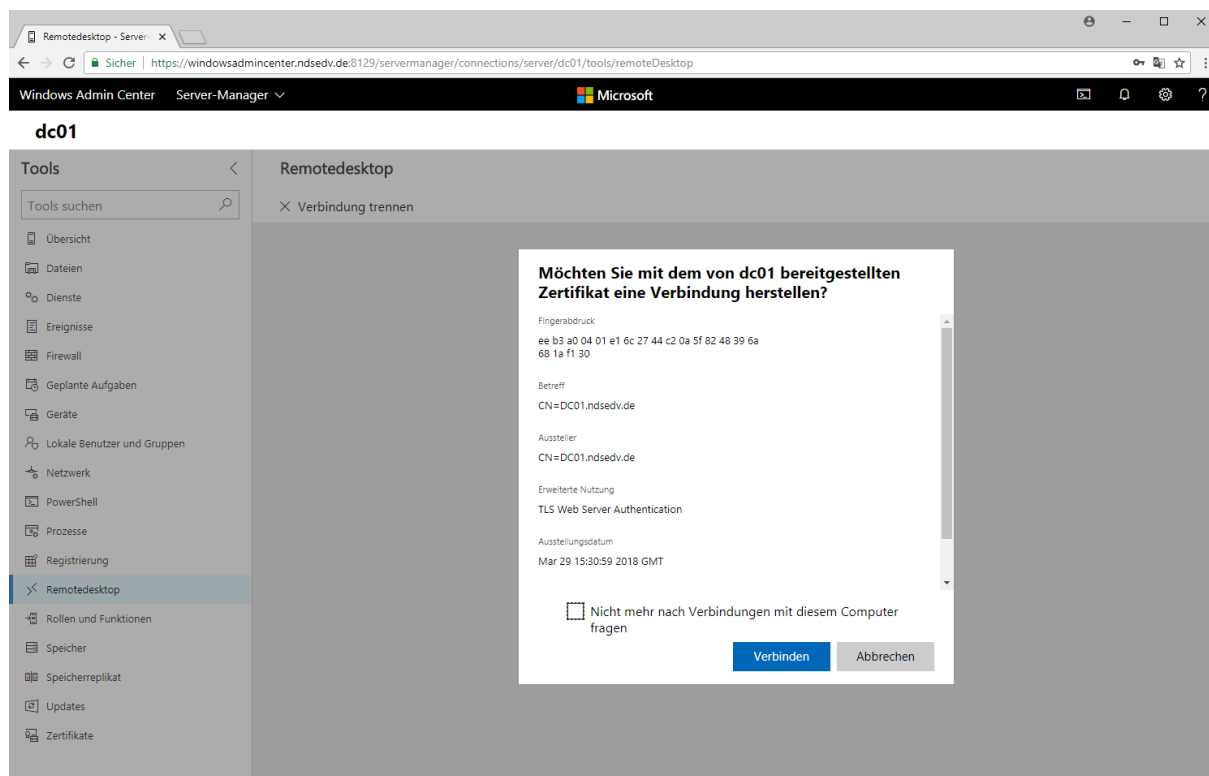 Remotedesktop - Server-
Sicher | https://windowsadmincenter.ndsedv.de:8129/servermanager/connections/server/dc01/tools/remoteDesktop
Windows Admin Center Server-Manager Microsoft ?
dc01
Tools
Remotedesktop
Tools suchen
Verbindung trennen
Übersicht
Dateien
Dienste
Ereignisse
Firewall
Geplante Aufgaben
Geräte
Lokale Benutzer und Gruppen
Netzwerk
PowerShell
Prozesse
Registrierung
Remotedesktop
Rollen und Funktionen
Speicher
Speicherreplikat
Updates
Zertifikate
Möchten Sie mit dem von dc01 bereitgestellten
Zertifikat eine Verbindung herstellen?
Fingerabdruck
ee b3 a0 04 01 e1 6c 27 44 c2 0a 5f 82 48 39 6a
68 1a f1 30
Betreff
CN=DC01.ndsedv.de
Aussteller
CN=DC01.ndsedv.de
Erweiterte Nutzung
TLS Web Server Authentication
Ausstellungsdatum
Mar 29 15:30:59 2018 GMT
Nicht mehr nach Verbindungen mit diesem Computer
fragen
Verbinden
Abbrechen